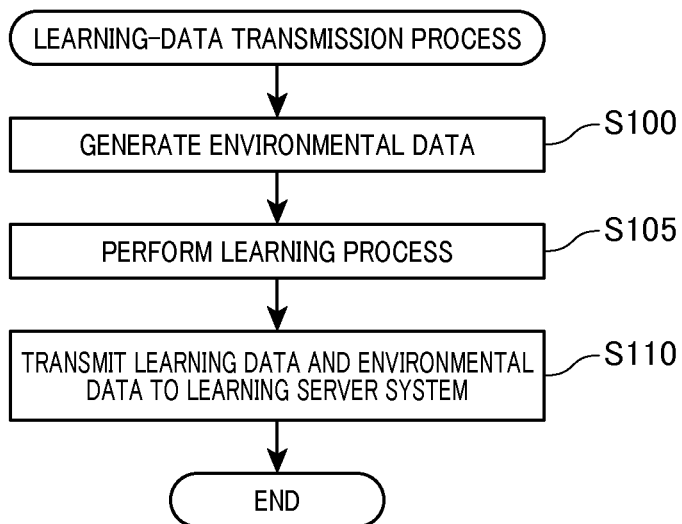 LEARNING-DATA TRANSMISSION PROCESS
GENERATE ENVIRONMENTAL DATA
S100
PERFORM LEARNING PROCESS
S105
TRANSMIT LEARNING DATA AND ENVIRONMENTAL
DATA TO LEARNING SERVER SYSTEM
S110
END